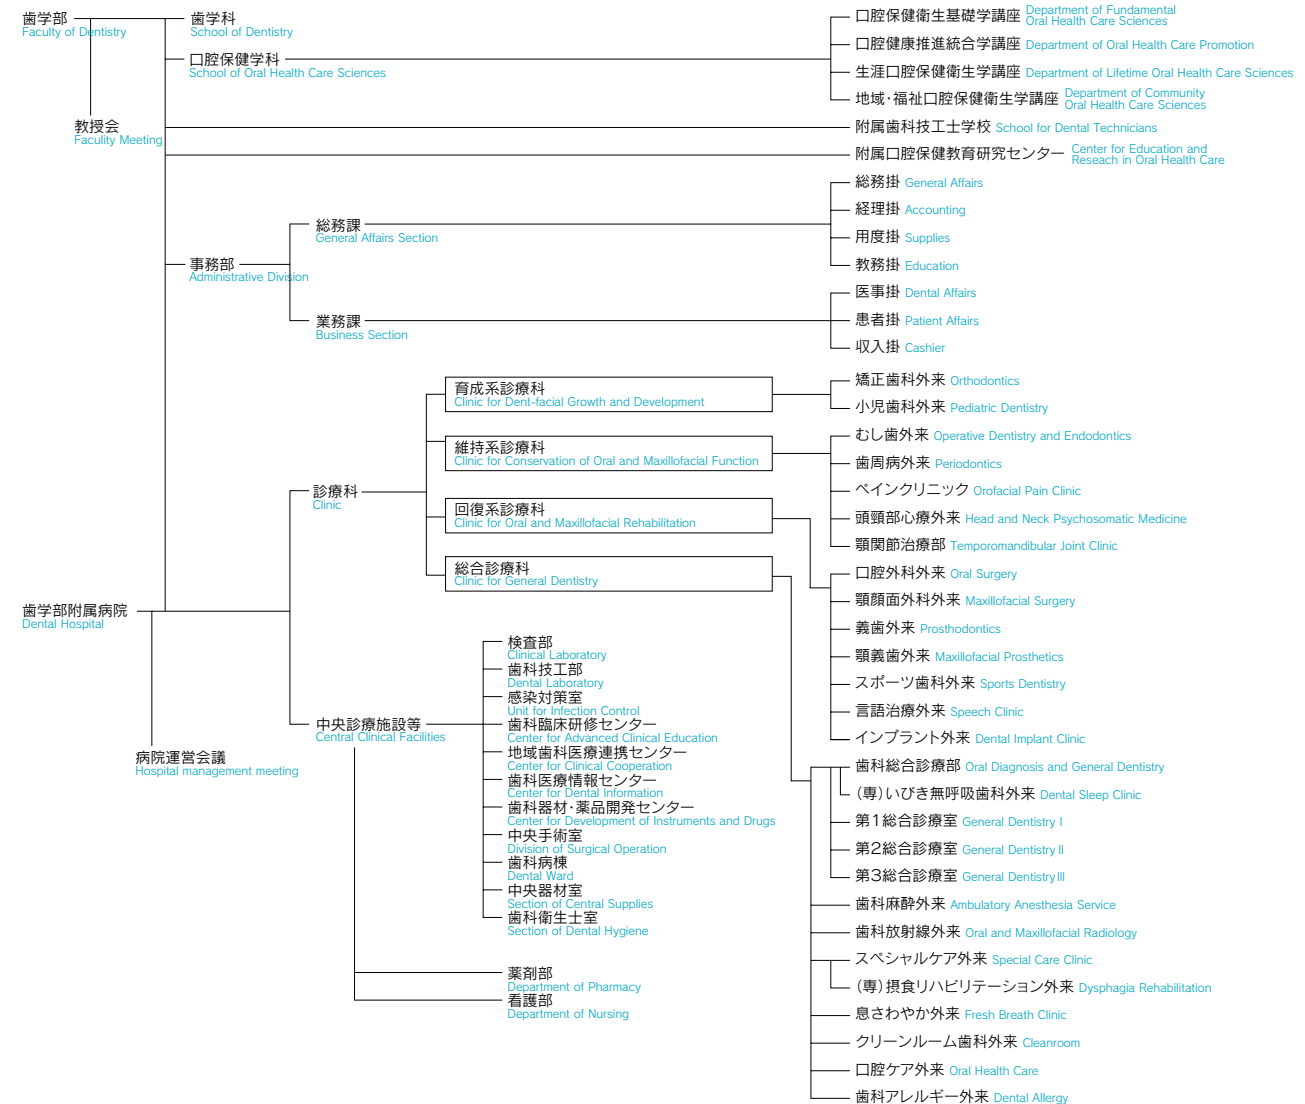 歯学部
Faculty of Dentistry
歯学科
School of Dentistry
口腔保健学科
School of Oral Health Care Sciences
口腔保健衛生基礎学講座 Department of Fundamental
Oral Health Care Sciences
口腔健康推進統合学講座 Department of Oral Health Care Promotion
生涯口腔保健衛生学講座 Department of Lifetime Oral Health Care Sciences
地域・福祉口腔保健衛生学講座 Department of Community
Oral Health Care Sciences
教授会
Faculity Meeting
附属歯科技工士学校 School for Dental Technicians
附属口腔保健教育研究センター Center for Education and
Reseach in Oral Health Care
事務部
Administrative Division
総務課
General Affairs Section
総務掛 General Affairs
経理掛 Accounting
用度掛 Supplies
教務掛 Education
業務課
Business Section
医事掛 Dental Affairs
患者掛 Patient Affairs
収入掛 Cashier
歯学部附属病院
Dental Hospital
病院運営会議
Hospital management meeting
診療科
Clinic
育成系診療科
Clinic for Dent-facial Growth and Development
矯正歯科外来 Orthodontics
小児歯科外来 Pediatric Dentistry
維持系診療科
Clinic for Conservation of Oral and Maxillofacial Function
むし歯外来 Operative Dentistry and Endodontics
歯周病外来 Periodontics
ペインクリニック Orofacial Pain Clinic
頭頸部心療外来 Head and Neck Psychosomatic Medicine
顎関節治療部 Temporomandibular Joint Clinic
回復系診療科
Clinic for Oral and Maxillofacial Rehabilitation
口腔外科外来 Oral Surgery
顎顔面外科外来 Maxillofacial Surgery
義歯外来 Prosthodontics
顎義歯外来 Maxillofacial Prosthetics
スポーツ歯科外来 Sports Dentistry
言語治療外来 Speech Clinic
インプラント外来 Dental Implant Clinic
総合診療科
Clinic for General Dentistry
歯科総合診療部 Oral Diagnosis and General Dentistry
(専)いびき無呼吸歯科外来 Dental Sleep Clinic
第1総合診療室 General Dentistry I
第2総合診療室 General Dentistry II
第3総合診療室 General Dentistry III
歯科麻酔外来 Ambulatory Anesthesia Service
歯科放射線外来 Oral and Maxillofacial Radiology
スペシャルケア外来 Special Care Clinic
(専)摂食リハビリテーション外来 Dysphagia Rehabilitation
息さわやか外来 Fresh Breath Clinic
クリーンルーム歯科外来 Cleanroom
口腔ケア外来 Oral Health Care
歯科アレルギー外来 Dental Allergy
中央診療施設等
Central Clinical Facilities
検査部
Clinical Laboratory
歯科技工部
Dental Laboratory
感染対策室
Unit for Infection Control
歯科臨床研修センター
Center for Advanced Clinical Education
地域歯科医療連携センター
Center for Clinical Cooperation
歯科医療情報センター
Center for Dental Information
歯科器材・薬品開発センター
Center for Development of Instruments and Drugs
中央手術室
Division of Surgical Operation
歯科病棟
Dental Ward
中央器材室
Section of Central Supplies
歯科衛生士室
Section of Dental Hygiene
薬剤部
Department of Pharmacy
看護部
Department of Nursing